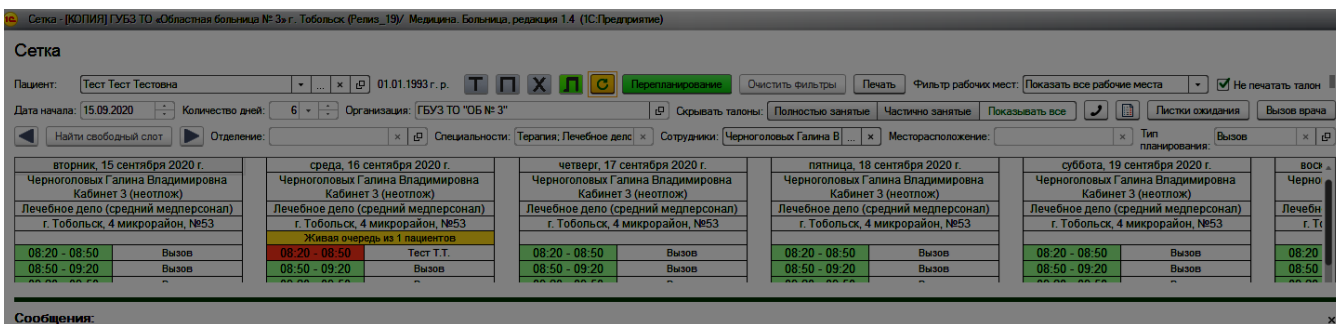 Сетка - [КОПИЯ] ГУБЗ ТО «Областная больница № 3» г. Тобольск (Релиз_19)/ Медицина. Больница, редакция 1.4 (1С:Предприятие)
Сетка
Пациент: Тест Тест Тестовна ... × 01.01.1993 г. р. Т П Х Л С Перепланирование Очистить фильтры Печать Фильтр рабочих мест: Показать все рабочие места Не печатать талон
Дата начала: 15.09.2020 Количество дней: 6 Организация: ГБУЗ ТО "ОБ № 3" Скрывать талоны: Полностью занятые Частично занятые Показывать все Листки ожидания Вызов врача
Найти свободный слот Отделение: × Специальности: Терапия; Лечебное делс × Сотрудники: Черноголовых Галина В ... × Месторасположение: × Тип планирования: Вызов ×
вторник, 15 сентября 2020 г. среда, 16 сентября 2020 г. четверг, 17 сентября 2020 г. пятница, 18 сентября 2020 г. суббота, 19 сентября 2020 г. воск
Черноголовых Галина Владимировна Черноголовых Галина Владимировна Черноголовых Галина Владимировна Черноголовых Галина Владимировна Черноголовых Галина Владимировна Черно
Кабинет 3 (неотлож) Кабинет 3 (неотлож) Кабинет 3 (неотлож) Кабинет 3 (неотлож) Кабинет 3 (неотлож)
Лечебное дело (средний медперсонал) Лечебное дело (средний медперсонал) Лечебное дело (средний медперсонал) Лечебное дело (средний медперсонал) Лечебное дело (средний медперсонал) Лечебн
г. Тобольск, 4 микрорайон, №53 г. Тобольск, 4 микрорайон, №53 г. Тобольск, 4 микрорайон, №53 г. Тобольск, 4 микрорайон, №53 г. Тобольск, 4 микрорайон, №53 г. То
Живая очередь из 1 пациентов
08:20 - 08:50 Вызов 08:20 - 08:50 Тест Т.Т. 08:20 - 08:50 Вызов 08:20 - 08:50 Вызов 08:20 - 08:50 Вызов 08:20
08:50 - 09:20 Вызов 08:50 - 09:20 Вызов 08:50 - 09:20 Вызов 08:50 - 09:20 Вызов 08:50 - 09:20 Вызов 08:50
Сообщения: ×